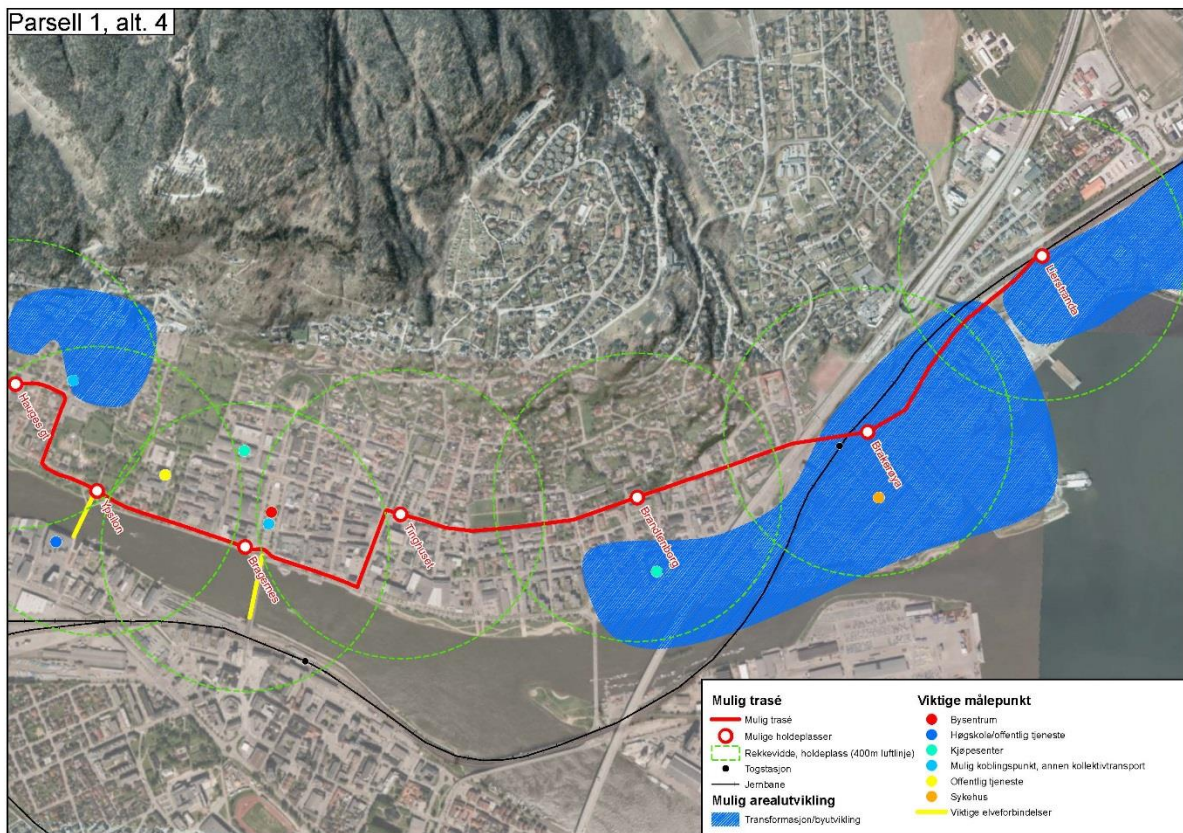 Parsell 1, alt. 4
Hauges gt
Ypsilon
Bragernes
Tinghuset
Brandtenborg
Brakerøya
Lierstranda
Mulig trasé
Mulig trasé
Mulige holdeplasser
Rekkevidde, holdeplass (400m luftlinje)
Togstasjon
Jernbane
Mulig arealutvikling
Transformasjon/byutvikling
Viktige målepunkt
Bysentrum
Høgskole/offentlig tjeneste
Kjøpesenter
Mulig koblingspunkt, annen kollektivtransport
Offentlig tjeneste
Sykehus
Viktige elveforbindelser